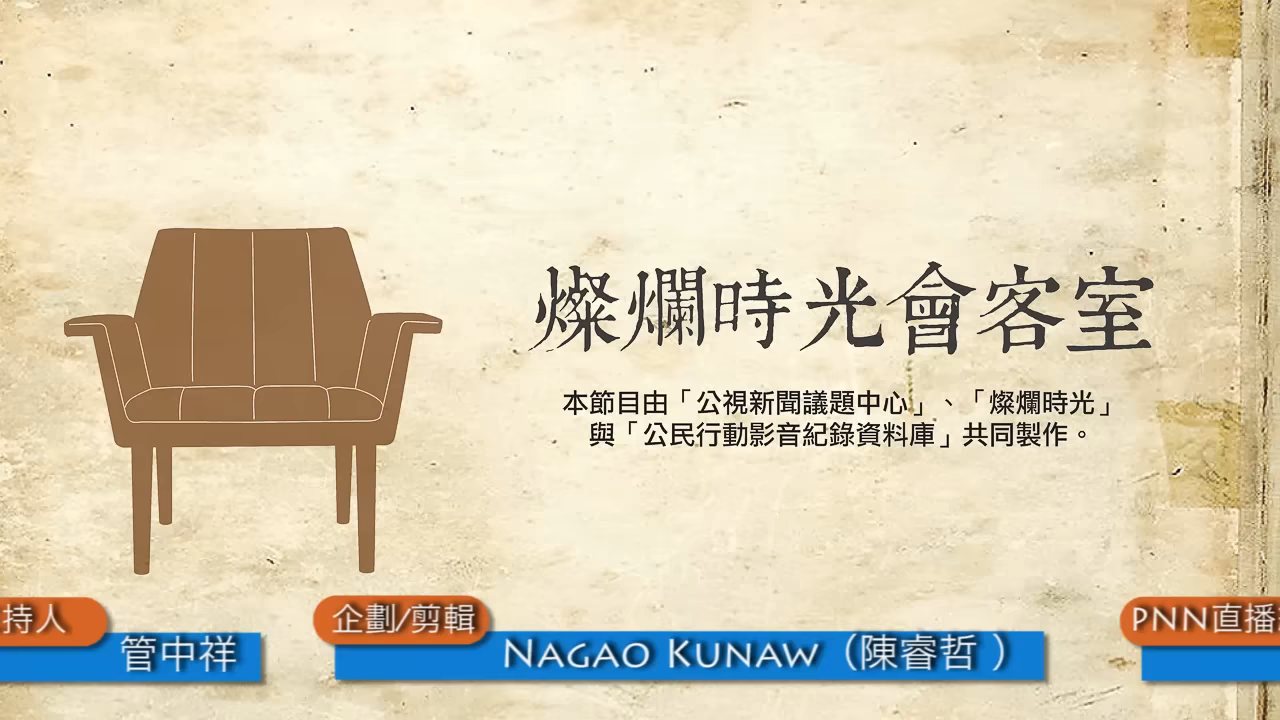 燦爛時光會客室
本節目由「公視新聞議題中心」、「燦爛時光」
與「公民行動影音紀錄資料庫」共同製作。
持人
管中祥
企劃/剪輯
NAGAO KUNAW（陳睿哲 ）
PNN直播